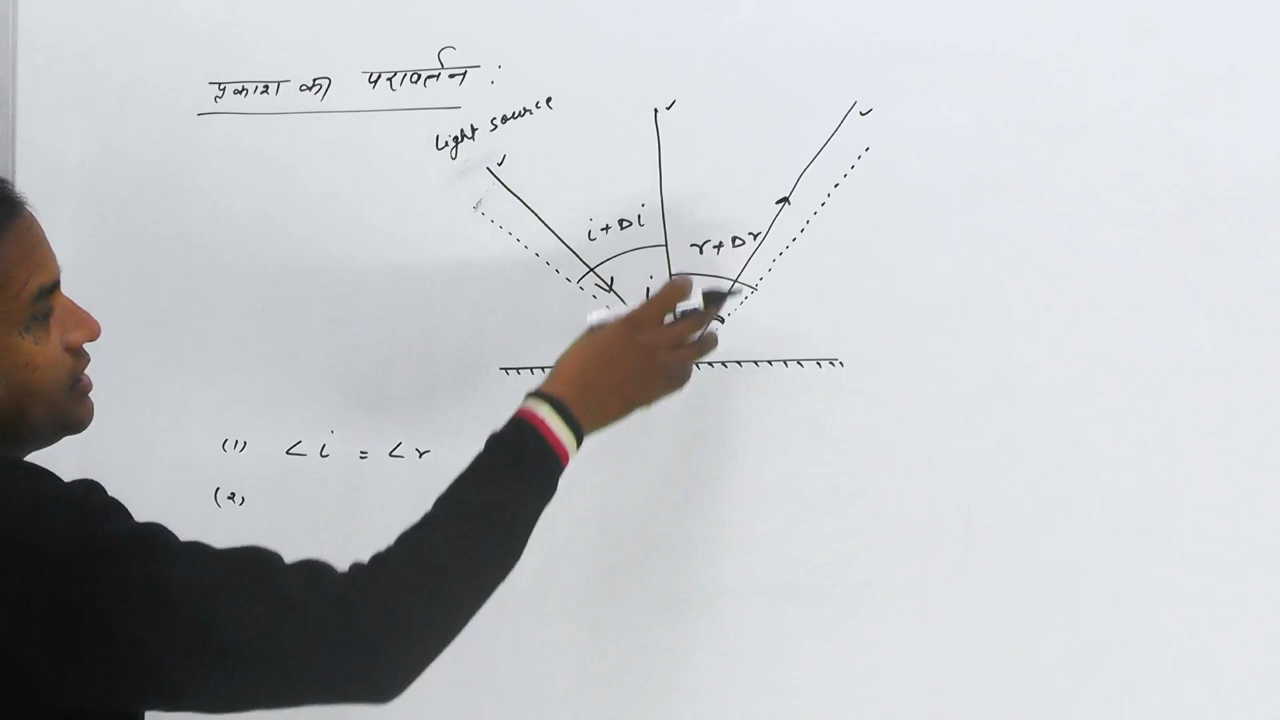 प्रकाश की परावर्तन :
Light source
i+Δi
r+Δr
i
(1) ∠i = ∠r
(2)